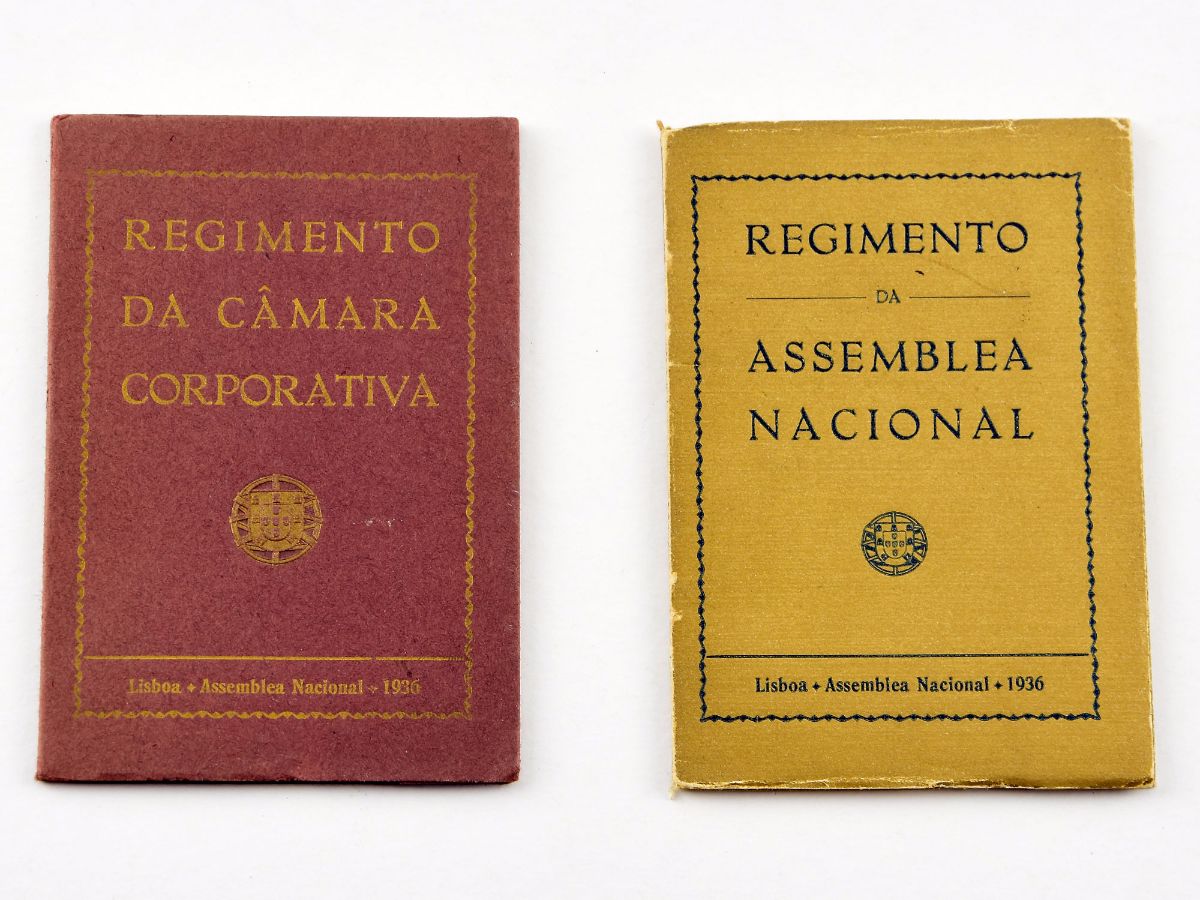 REGIMENTO
DA CÂMARA
CORPORATIVA
Lisboa ✦ Assemblea Nacional ✦ 1936
REGIMENTO
DA
ASSEMBLEA
NACIONAL
Lisboa ✦ Assemblea Nacional ✦ 1936